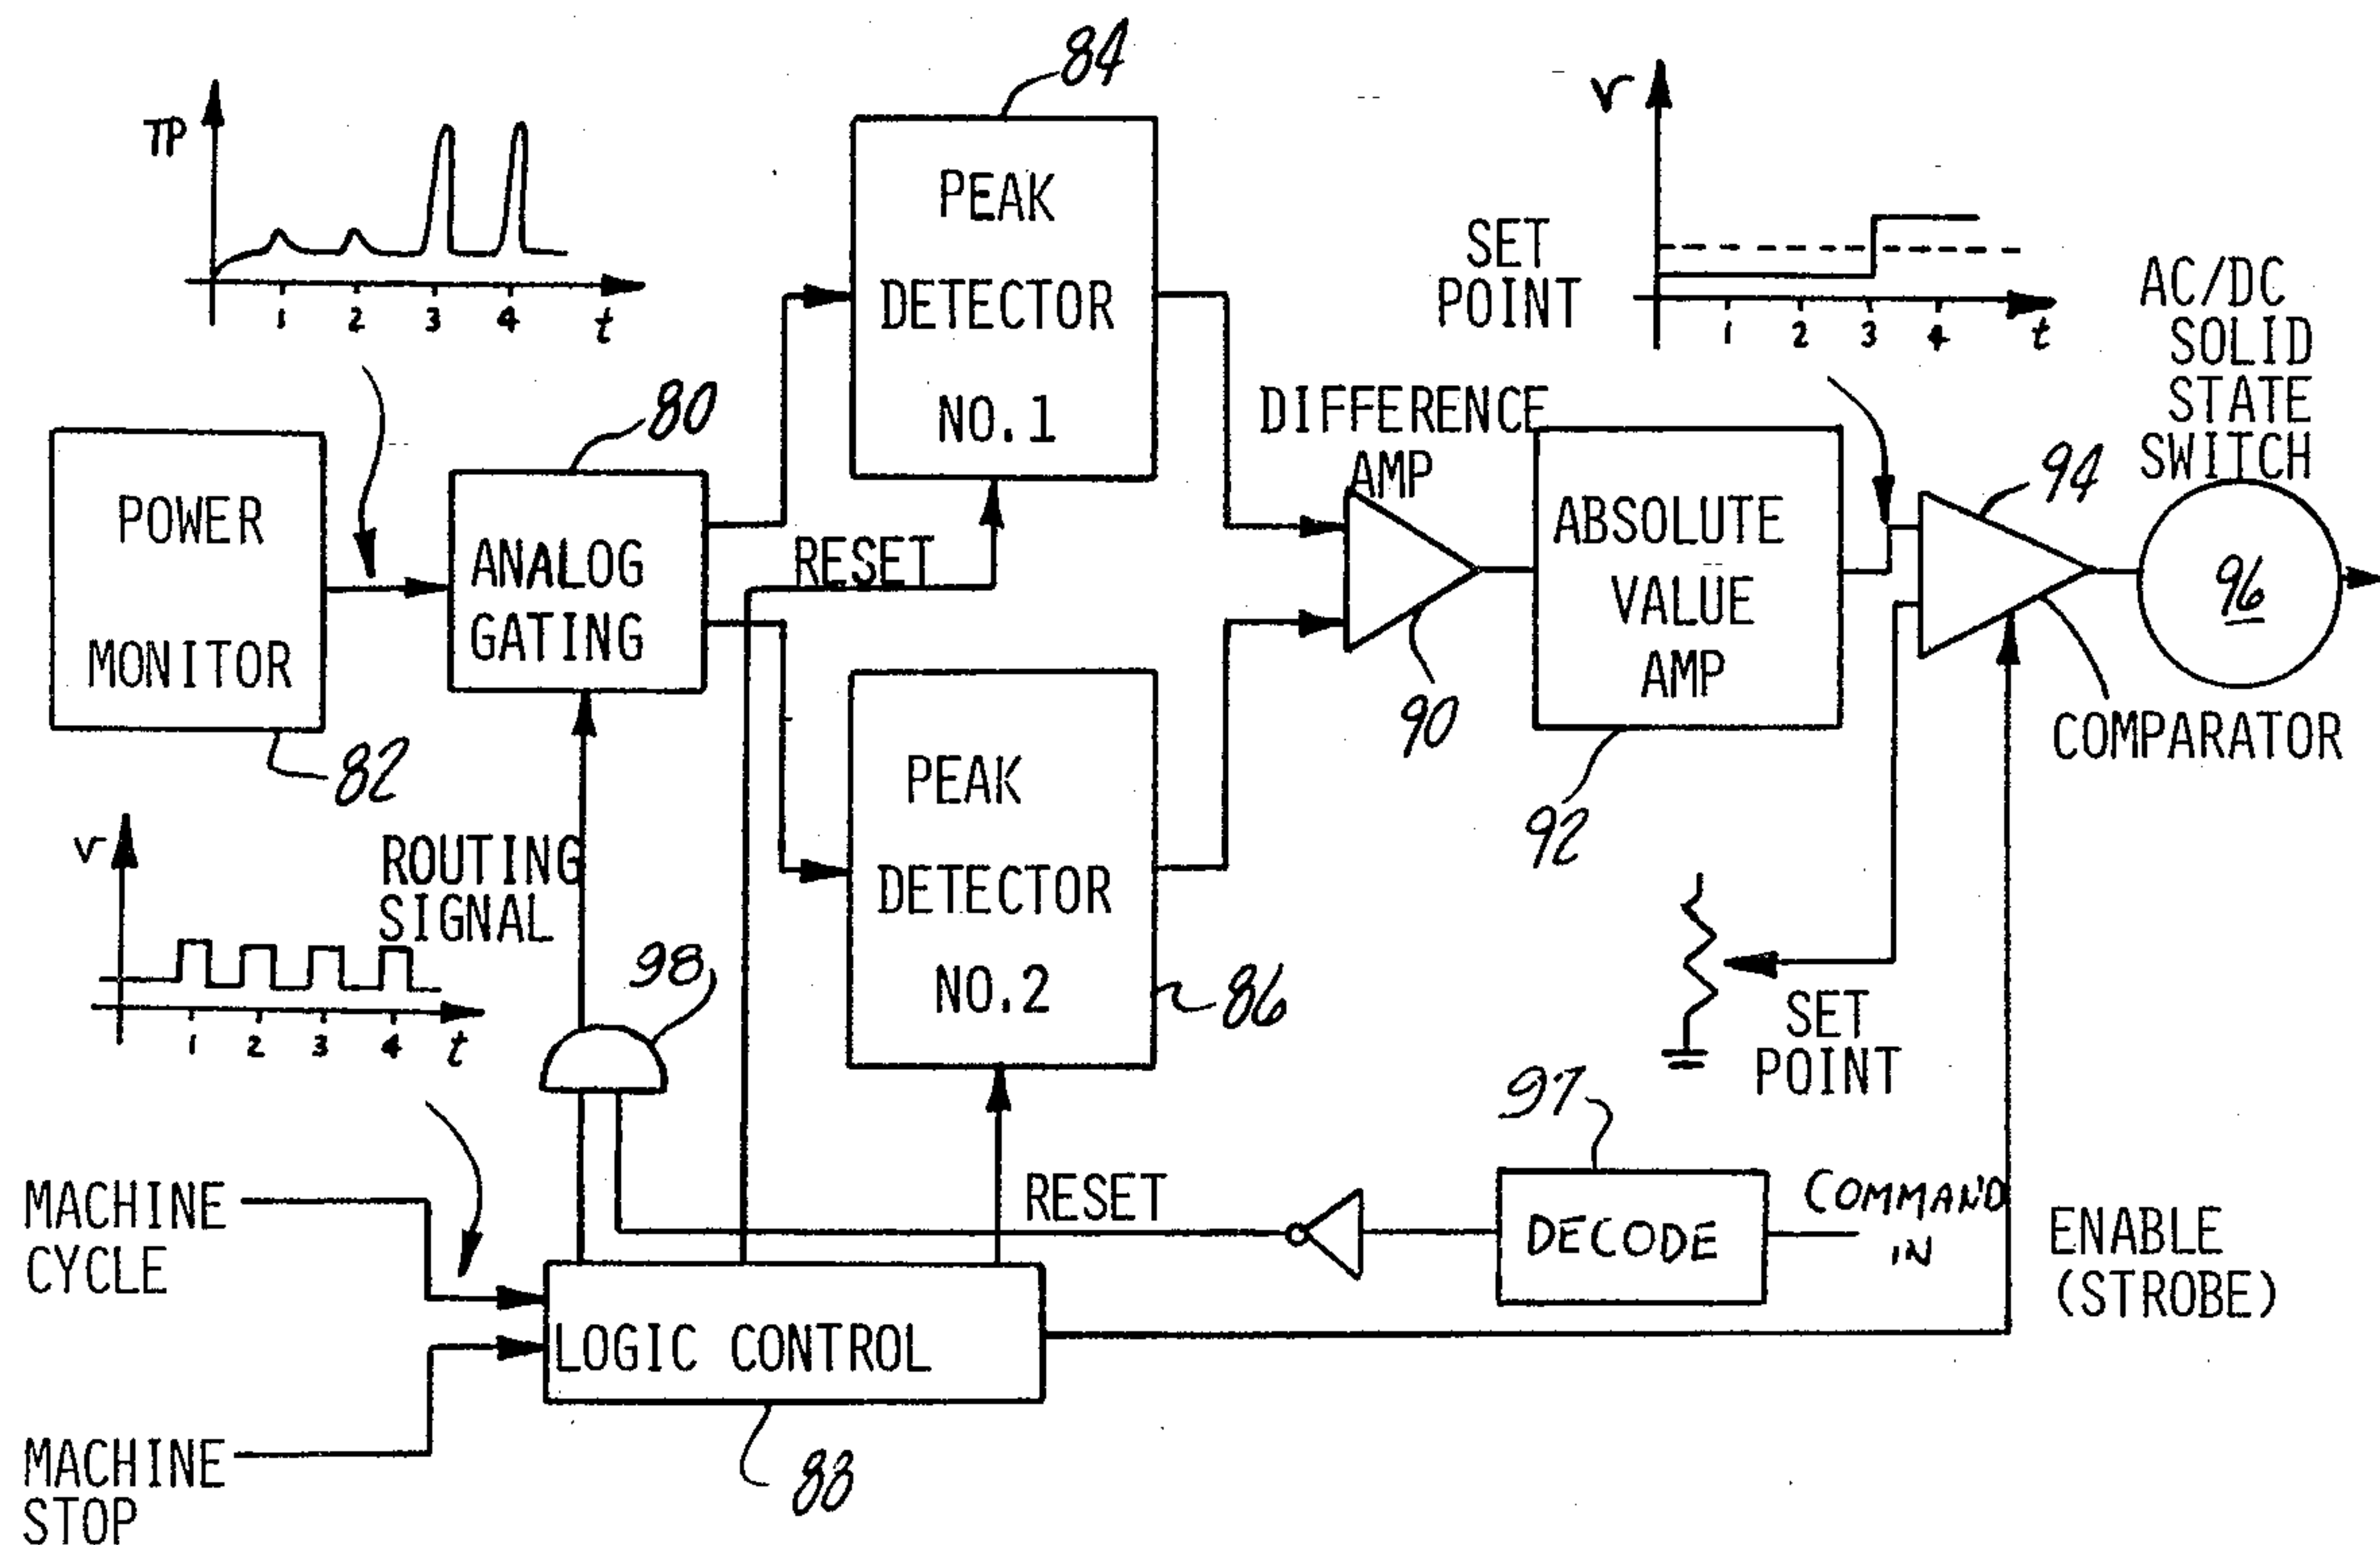 TP
1 2 3 4 t
84
PEAK
DETECTOR
NO.1
V
SET
POINT
1 2 3 4 t
AC/DC
SOLID
STATE
SWITCH
80
DIFFERENCE
AMP
POWER
MONITOR
82
ANALOG
GATING
RESET
ABSOLUTE
VALUE
AMP
94
96
90
92
COMPARATOR
V
ROUTING
SIGNAL
1 2 3 4 t
98
PEAK
DETECTOR
NO.2
86
SET
POINT
97
MACHINE
CYCLE
RESET
DECODE
COMMAND
IN
ENABLE
(STROBE)
LOGIC CONTROL
MACHINE
STOP
88